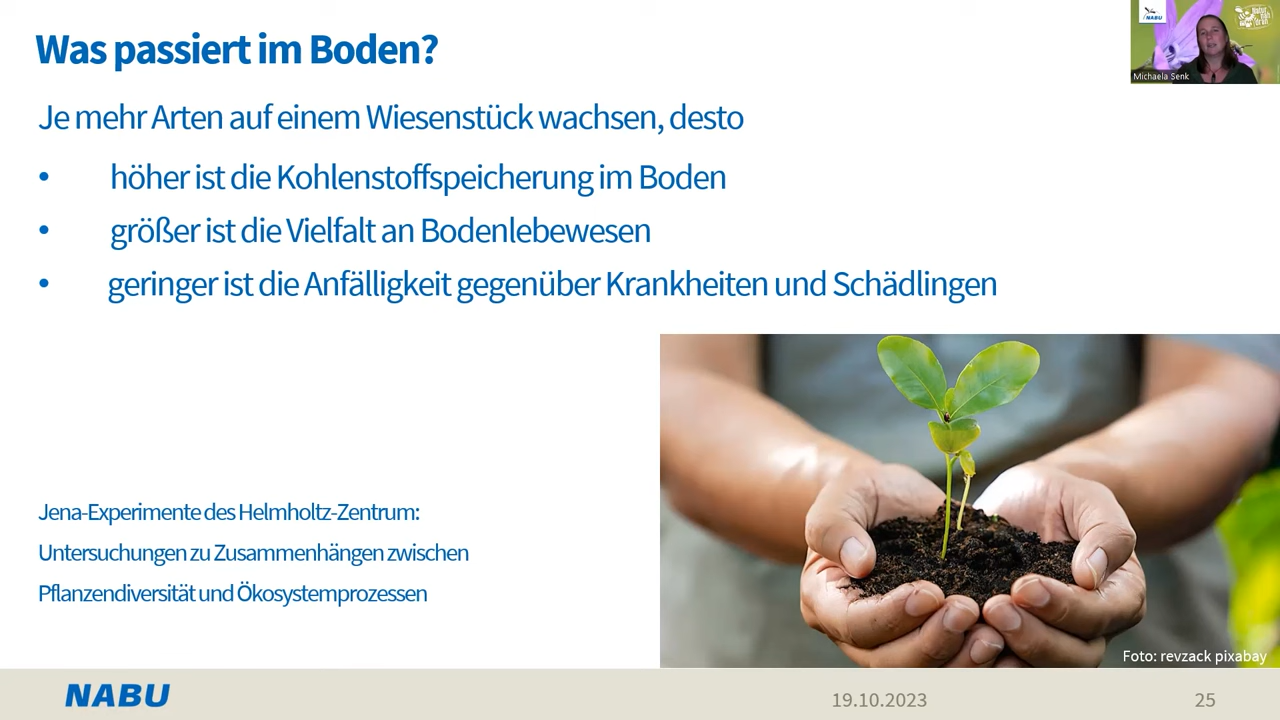 Was passiert im Boden?
Je mehr Arten auf einem Wiesenstück wachsen, desto
• höher ist die Kohlenstoffspeicherung im Boden
• größer ist die Vielfalt an Bodenlebewesen
• geringer ist die Anfälligkeit gegenüber Krankheiten und Schädlingen
Jena-Experimente des Helmholtz-Zentrum:
Untersuchungen zu Zusammenhängen zwischen
Pflanzendiversität und Ökosystemprozessen
Foto: revzack pixabay
NABU
19.10.2023
25
NABU
Michaela Senk